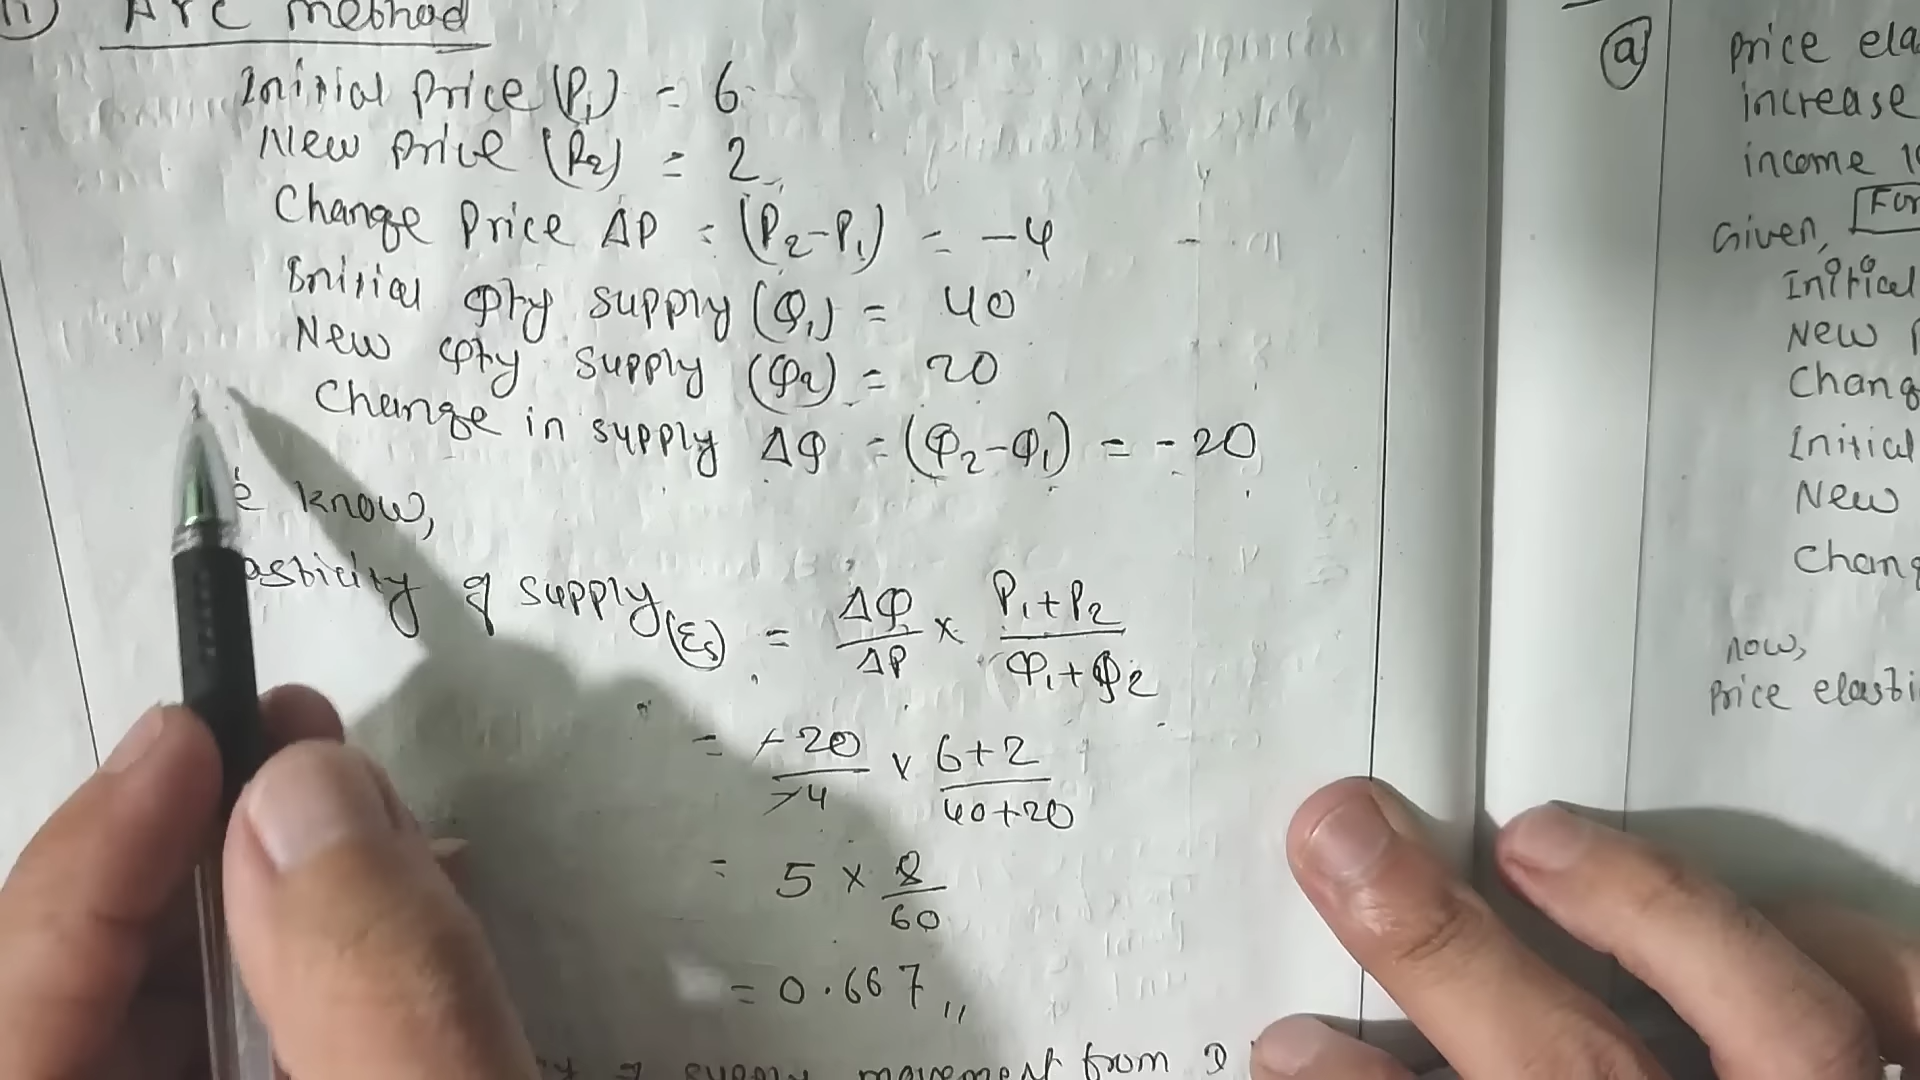 Arc method
Initial Price (P₁) = 6
New price (P₂) = 2
Change Price ΔP = (P₂-P₁) = -4
Initial qty supply (Q₁) = 40
New qty supply (Q₂) = 20
Change in supply ΔQ = (Q₂-Q₁) = -20
know,
of supply (Es) = ΔQ/ΔP × P₁+P₂/Q₁+Q₂
= -20/-4 × 6+2/40+20
= 5 × 8/60
= 0.667
supply movement from D
(a)
Price ela
increase
income
Given,
Initial
New
Chang
Initial
New
Chang
now,
Price elasti